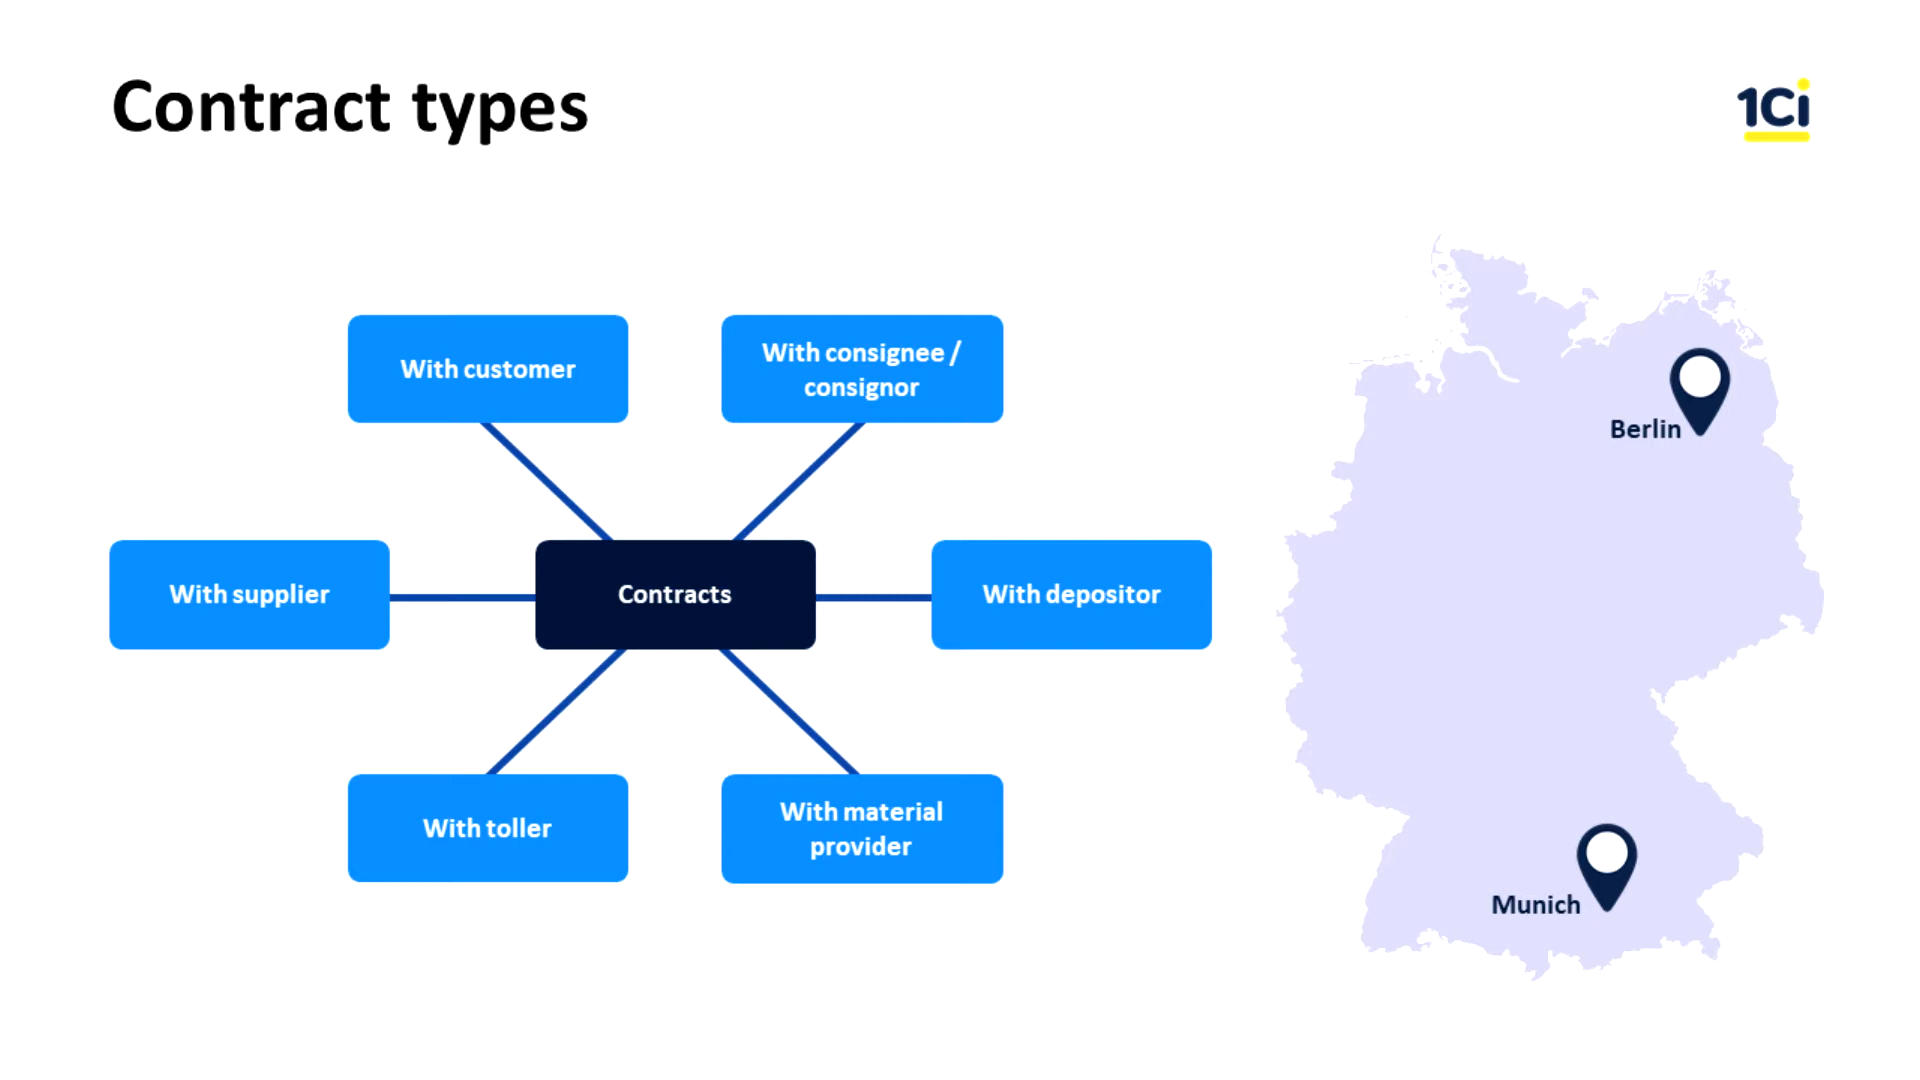 Contract types
1Ci
With customer
With consignee /
consignor
With supplier
Contracts
With depositor
With toller
With material
provider
Berlin
Munich